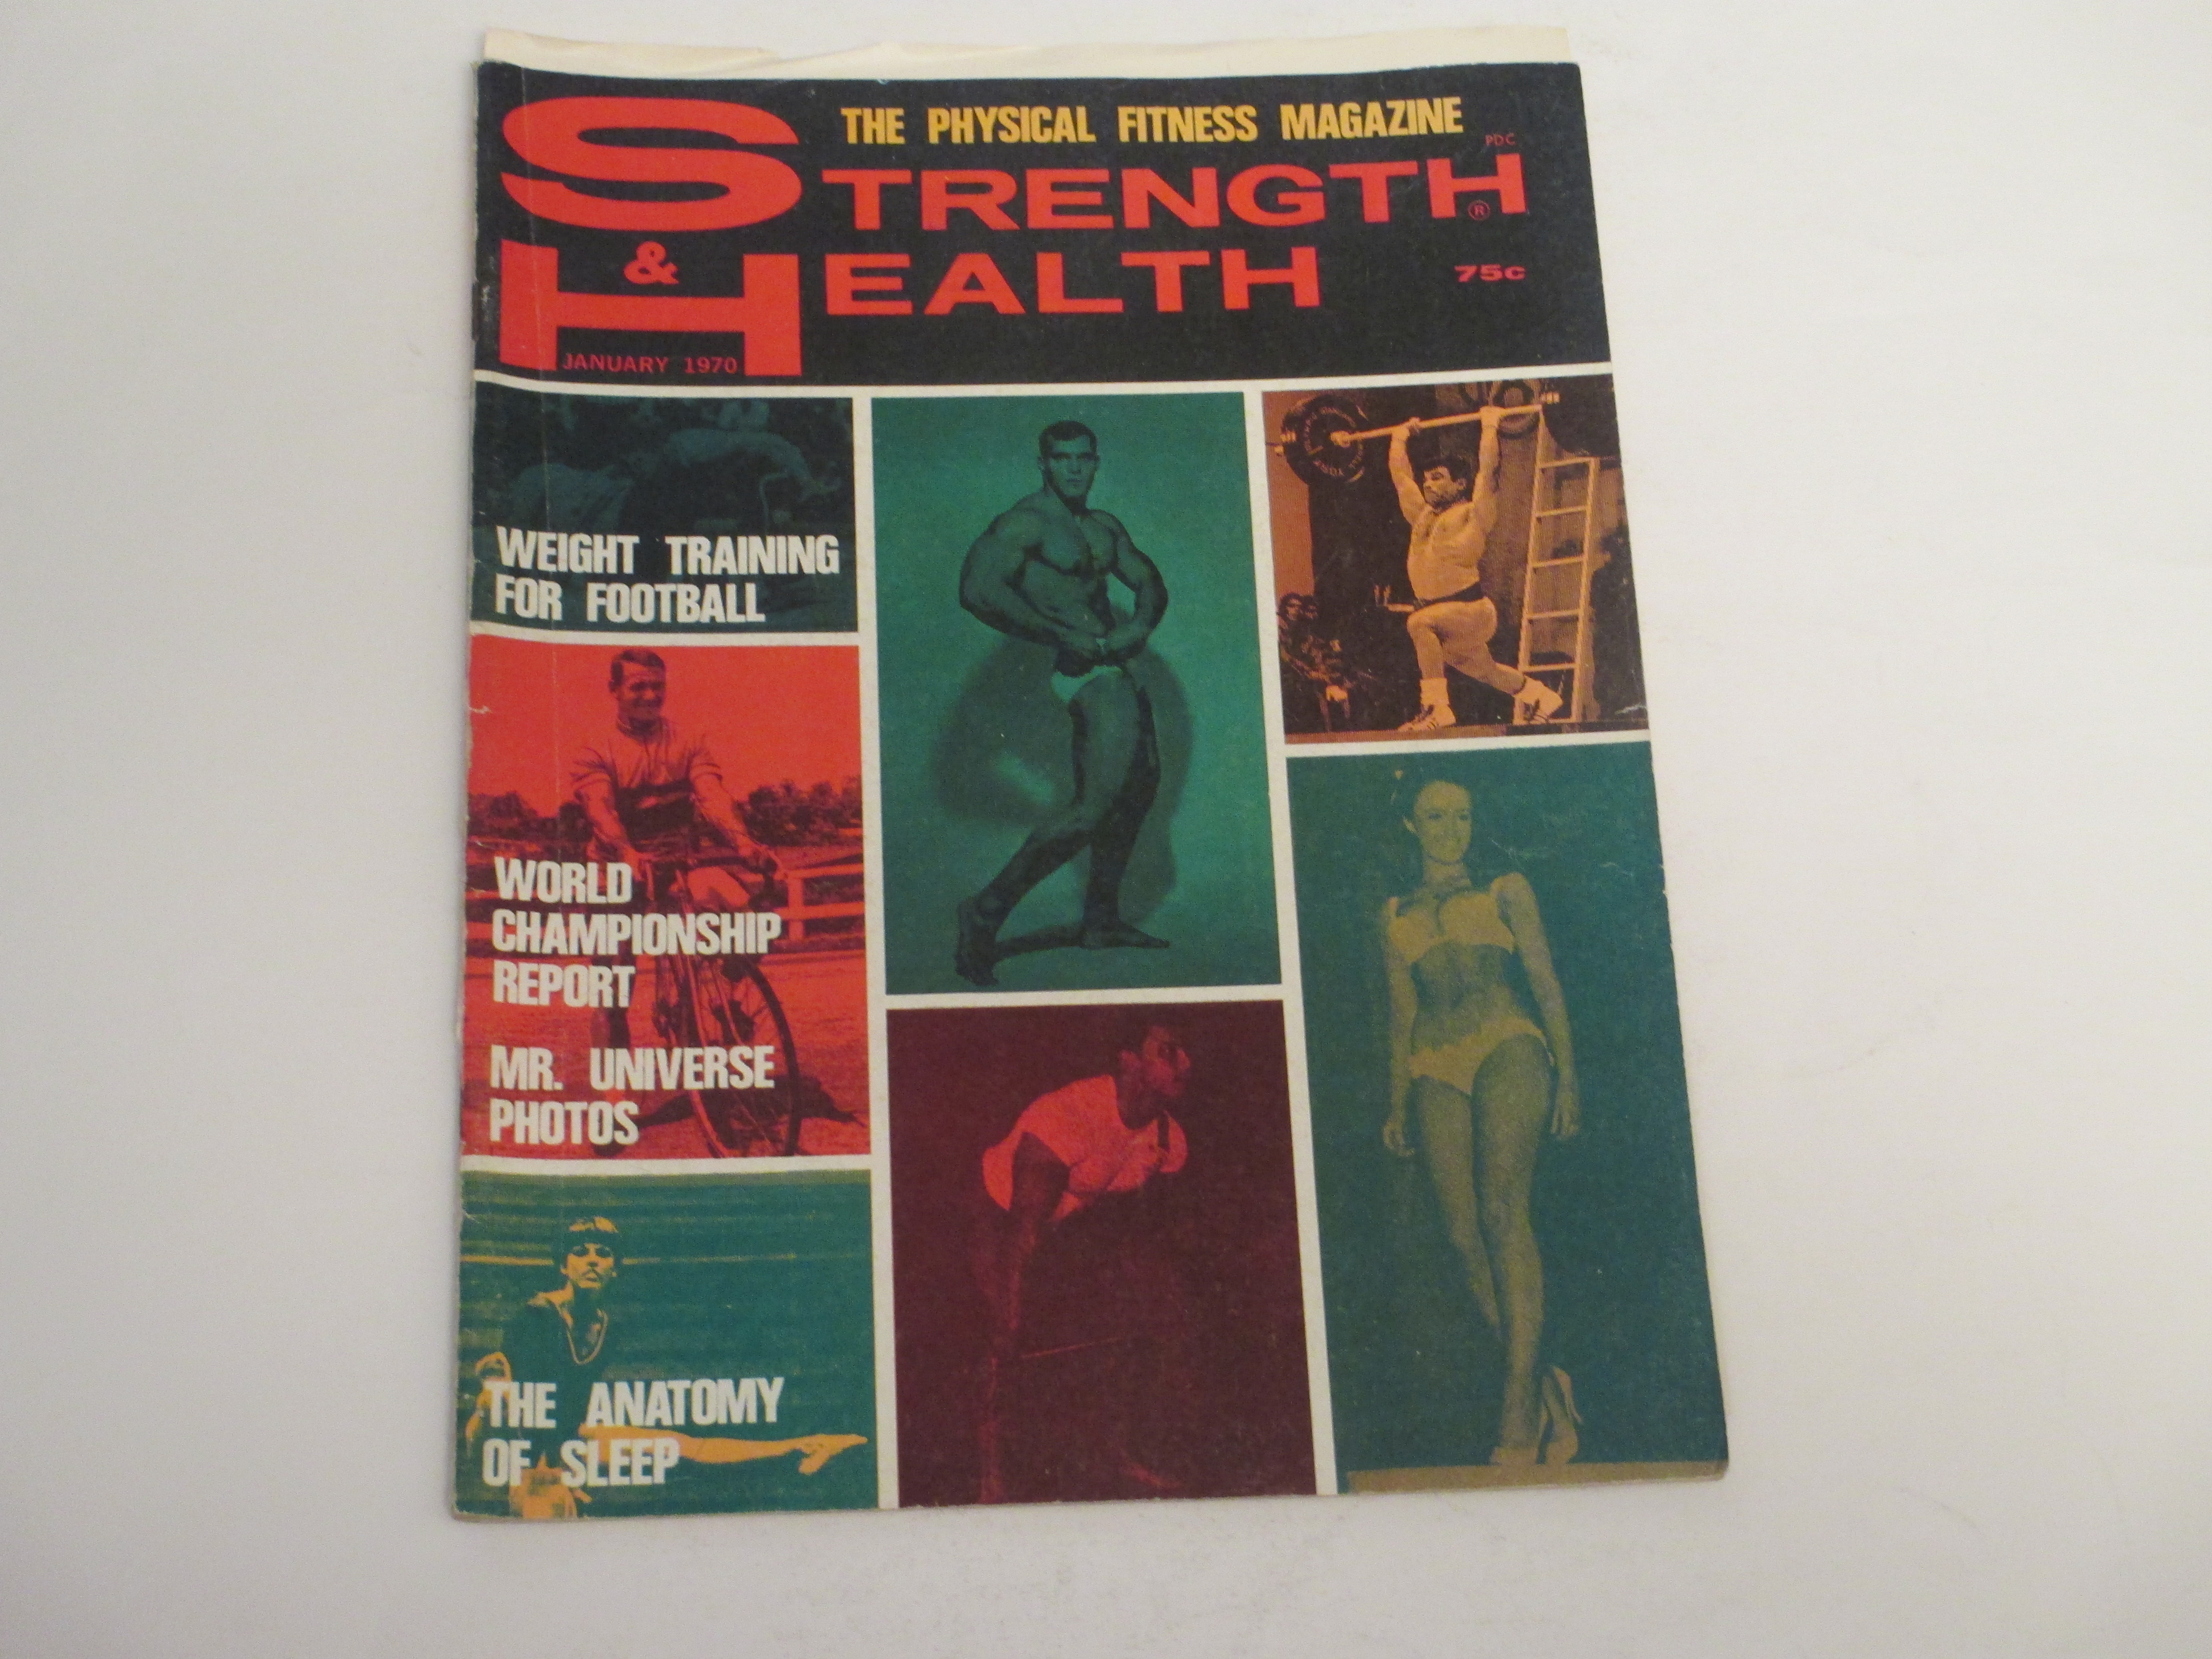 THE PHYSICAL FITNESS MAGAZINE
PDC
STRENGTH
®
& HEALTH
75c
JANUARY 1970
WEIGHT TRAINING
FOR FOOTBALL
WORLD
CHAMPIONSHIP
REPORT
MR. UNIVERSE
PHOTOS
THE ANATOMY
OF SLEEP